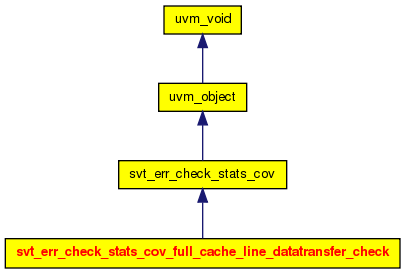 uvm_void
uvm_object
svt_err_check_stats_cov
svt_err_check_stats_cov_full_cache_line_datatransfer_check